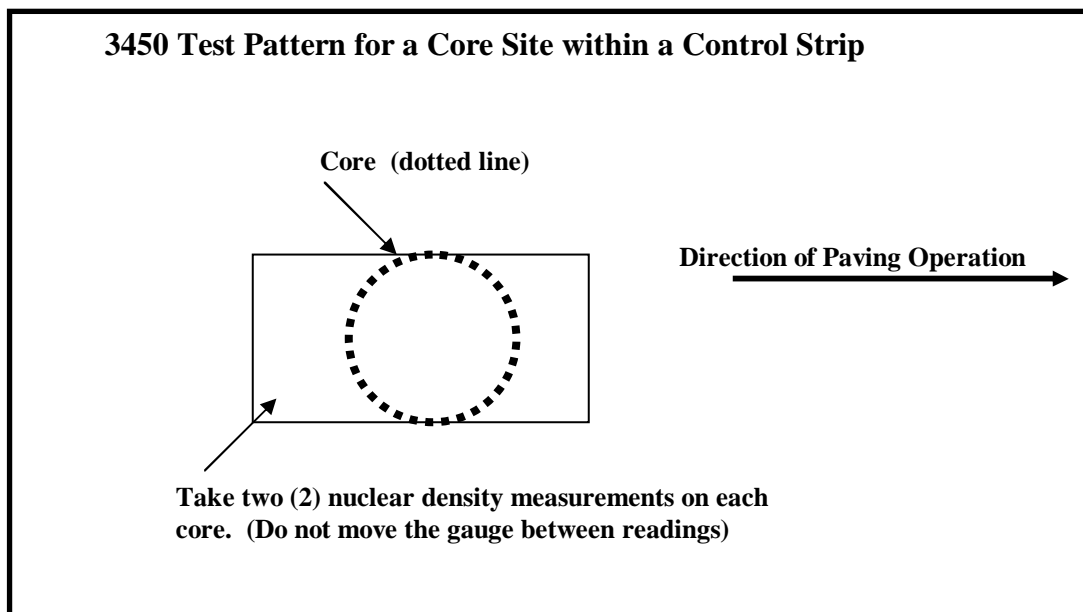 3450 Test Pattern for a Core Site within a Control Strip
Core (dotted line)
Direction of Paving Operation
Take two (2) nuclear density measurements on each
core. (Do not move the gauge between readings)